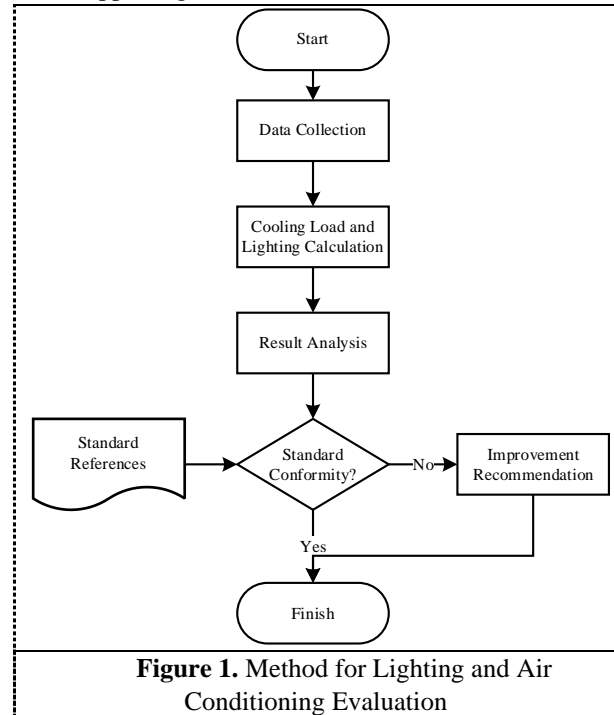 Start
Data Collection
Cooling Load and
Lighting Calculation
Result Analysis
Standard
References
Standard
Conformity?
No
Improvement
Recommendation
Yes
Finish
Figure 1. Method for Lighting and Air
Conditioning Evaluation